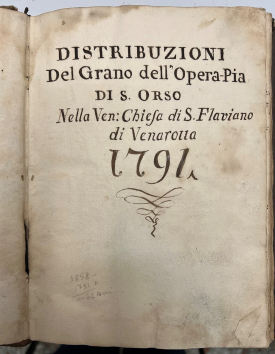 DISTRIBUZIONI
Del Grano dell'Opera-Pia
DI S. ORSO
Nella Ven: Chieſa di S. Flaviano
di Venarotta
1791.